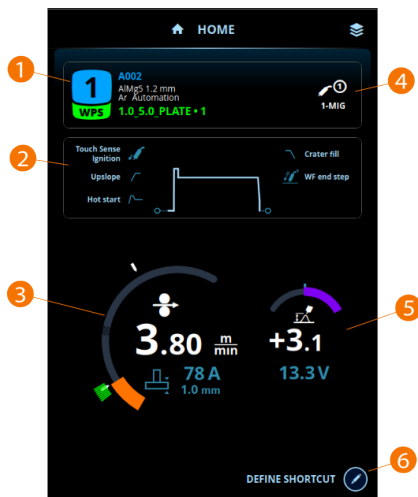 HOME
1
1
WPS
A002
AlMg5 1.2 mm
Ar Automation
1.0_5.0_PLATE • 1
1
1-MIG
4
2
Touch Sense
Ignition
Upslope
Hot start
Crater fill
WF end step
3
3.80 m/min
78 A
1.0 mm
+3.1
13.3 V
5
DEFINE SHORTCUT
6